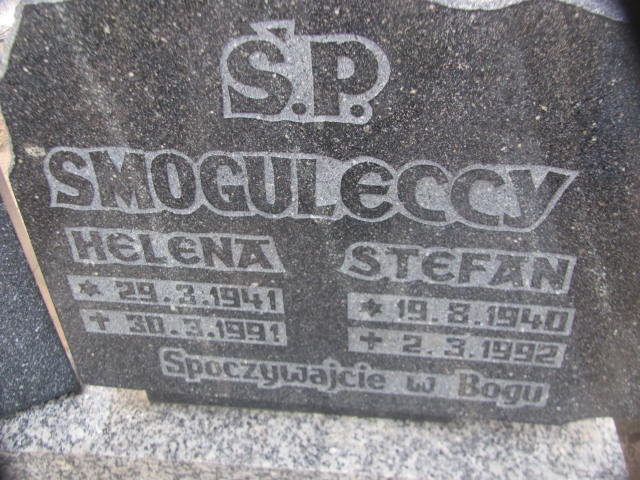 Ś.P.
SMOGULECCY
HELENA STEFAN
* 29.3.1941 * 19.8.1940
+ 30.3.1991 + 2.3.1992
Spoczywajcie w Bogu